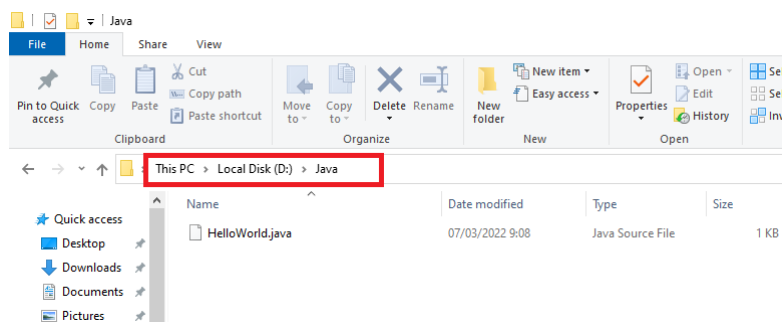 Java
File Home Share View
Pin to Quick access
Copy
Paste
Cut
Copy path
Paste shortcut
Clipboard
Move to
Copy to
Delete
Rename
Organize
New folder
New item
Easy access
New
Properties
Open
Edit
History
Open
Se
Se
Inv
This PC > Local Disk (D:) > Java
Name Date modified Type Size
HelloWorld.java 07/03/2022 9:08 Java Source File 1 KB
Quick access
Desktop
Downloads
Documents
Pictures